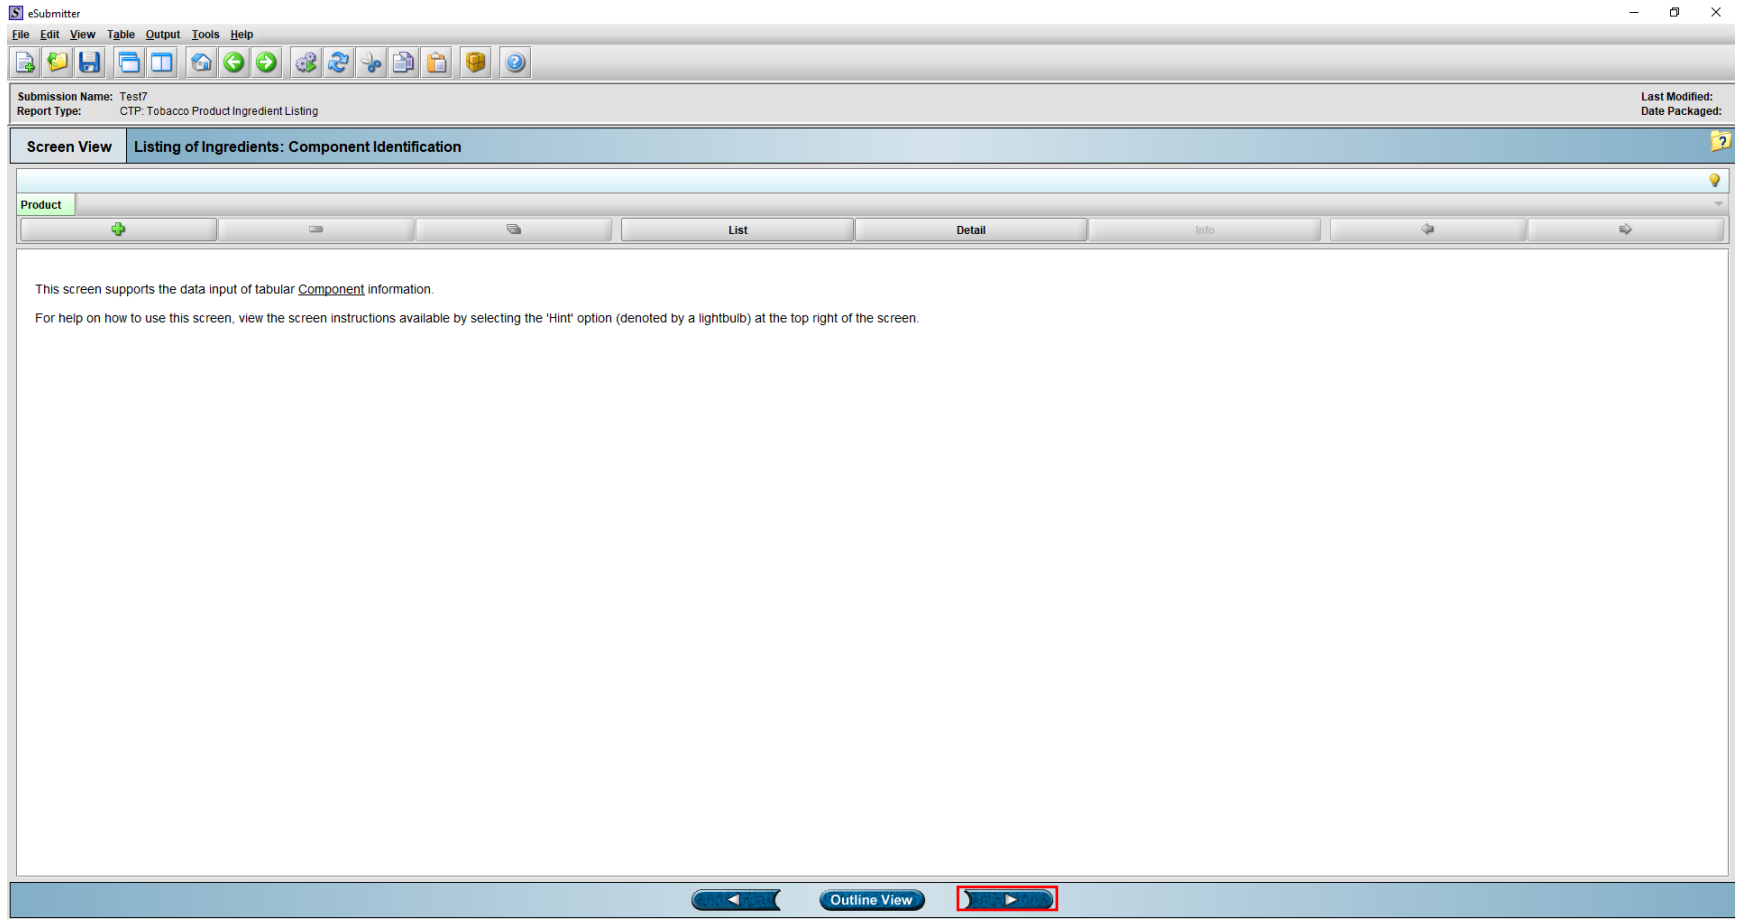 S eSubmitter
File Edit View Table Output Tools Help
Submission Name: Test7
Last Modified:
Report Type: CTP: Tobacco Product Ingredient Listing
Date Packaged:
Screen View Listing of Ingredients: Component Identification
Product
List Detail Info
This screen supports the data input of tabular Component information.
For help on how to use this screen, view the screen instructions available by selecting the 'Hint' option (denoted by a lightbulb) at the top right of the screen.
Outline View